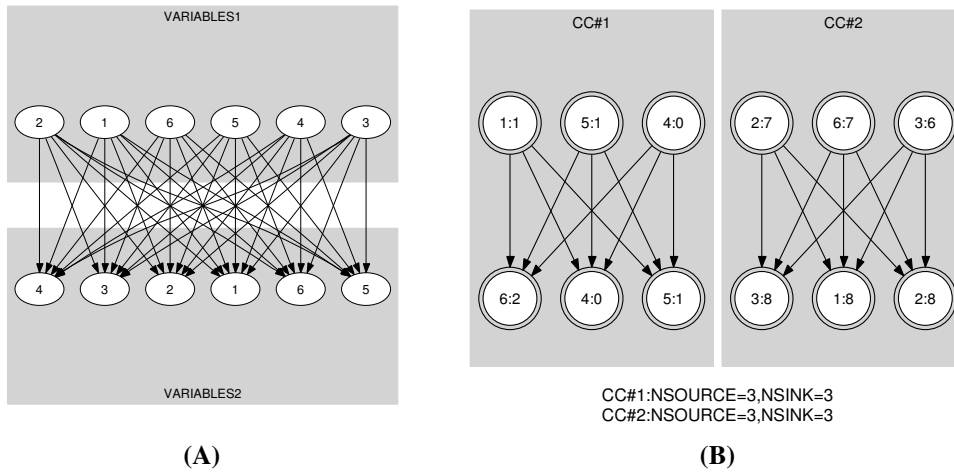 VARIABLES1
2 1 6 5 4 3
4 3 2 1 6 5
VARIABLES2
(A)
CC#1
1:1 5:1 4:0
6:2 4:0 5:1
CC#2
2:7 6:7 3:6
3:8 1:8 2:8
CC#1:NSOURCE=3,NSINK=3
CC#2:NSOURCE=3,NSINK=3
(B)